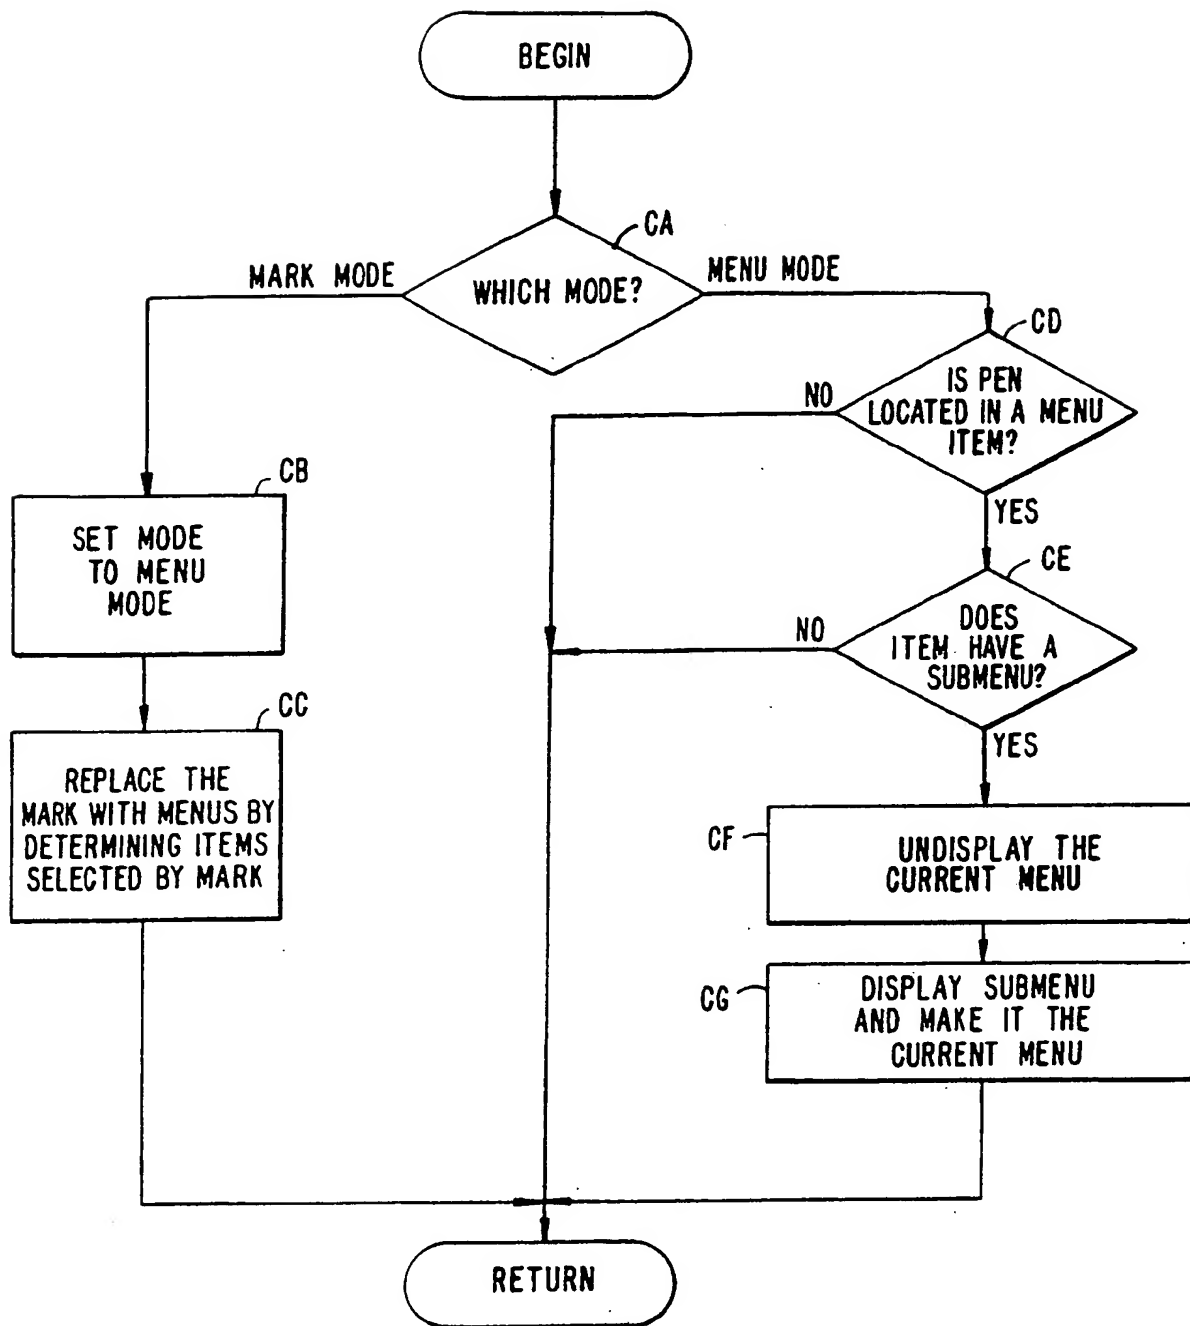 BEGIN
CA
MARK MODE
WHICH MODE?
MENU MODE
CD
NO
IS PEN
LOCATED IN A MENU
ITEM?
YES
CB
SET MODE
TO MENU
MODE
CE
NO
DOES
ITEM HAVE A
SUBMENU?
YES
CC
REPLACE THE
MARK WITH MENUS BY
DETERMINING ITEMS
SELECTED BY MARK
CF
UNDISPLAY THE
CURRENT MENU
CG
DISPLAY SUBMENU
AND MAKE IT THE
CURRENT MENU
RETURN